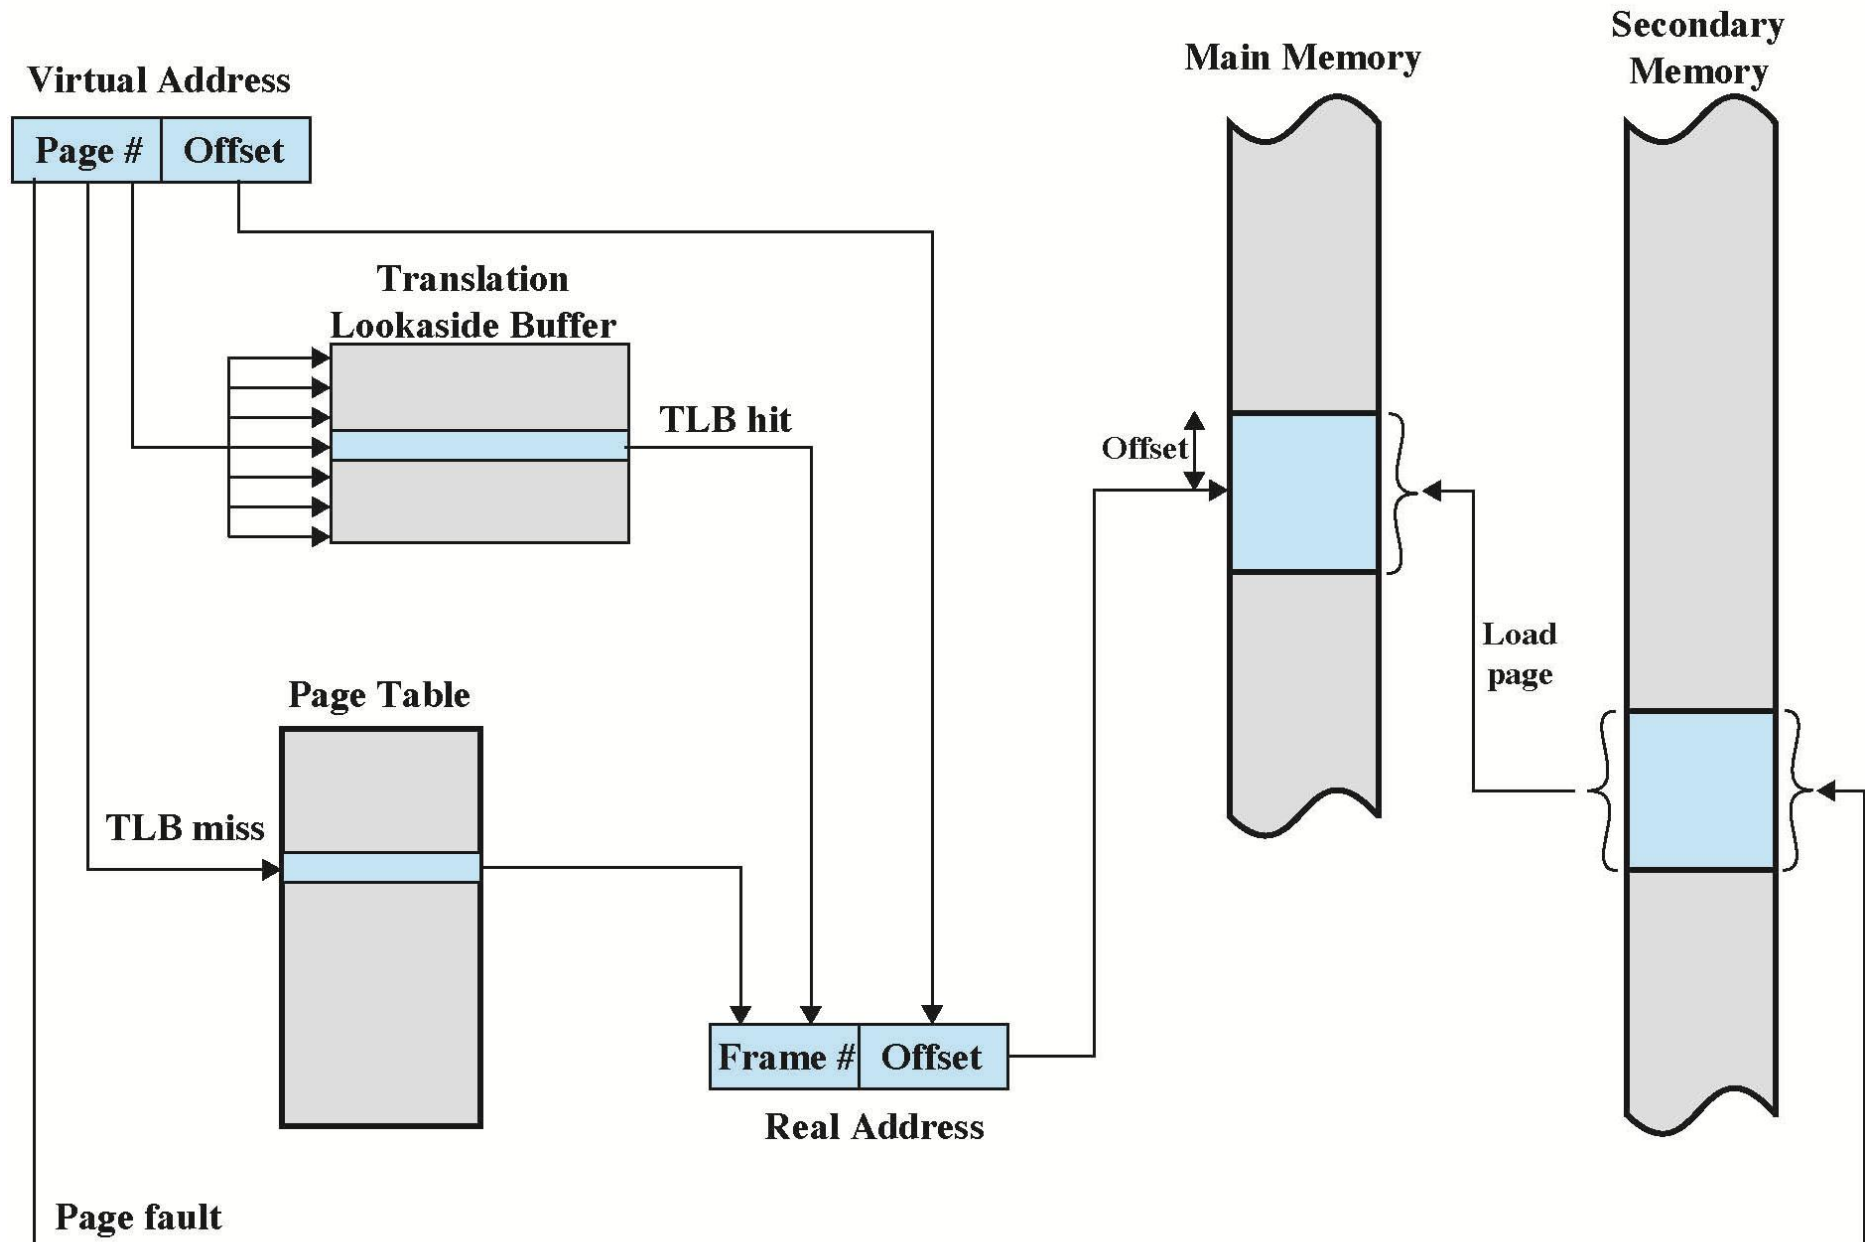 Secondary
Memory
Main Memory
Virtual Address
Page #
Offset
Translation
Lookaside Buffer
TLB hit
Offset
Load
page
Page Table
TLB miss
Frame #
Offset
Real Address
Page fault